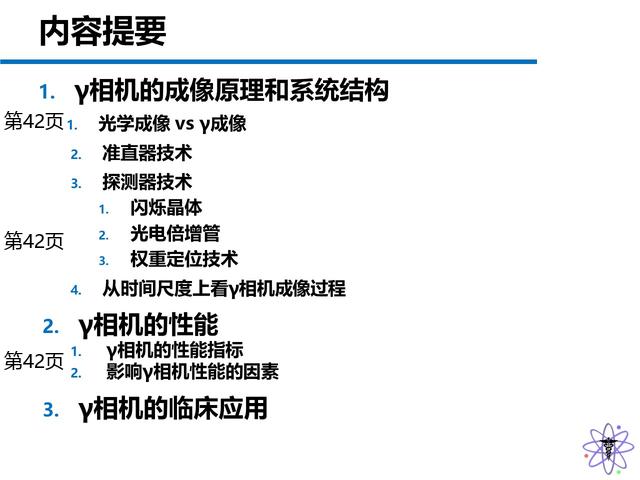 内容提要
1. γ相机的成像原理和系统结构
第42页
1. 光学成像 vs γ成像
2. 准直器技术
3. 探测器技术
1. 闪烁晶体
第42页
2. 光电倍增管
3. 权重定位技术
4. 从时间尺度上看γ相机成像过程
2. γ相机的性能
第42页
1. γ相机的性能指标
2. 影响γ相机性能的因素
3. γ相机的临床应用